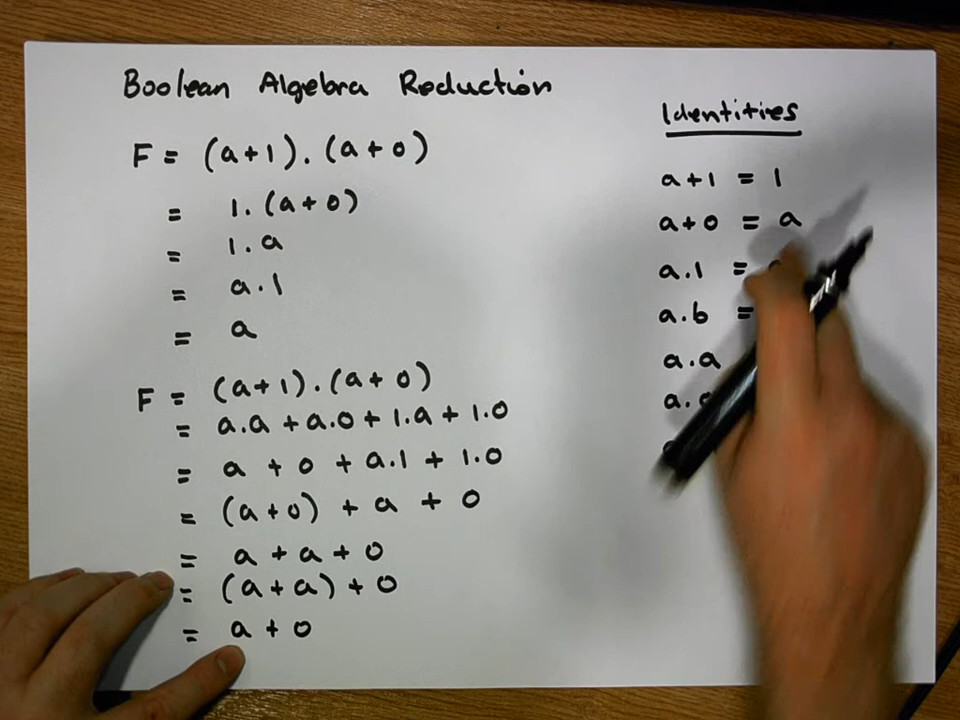 Boolean Algebra Reduction
F = (a+1).(a+0)
= 1.(a+0)
= 1.a
= a.1
= a
F = (a+1).(a+0)
= a.a + a.0 + 1.a + 1.0
= a + 0 + a.1 + 1.0
= (a+0) + a + 0
= a + a + 0
= (a+a) + 0
= a + 0
Identities
a+1 = 1
a+0 = a
a.1 =
a.b =
a.a